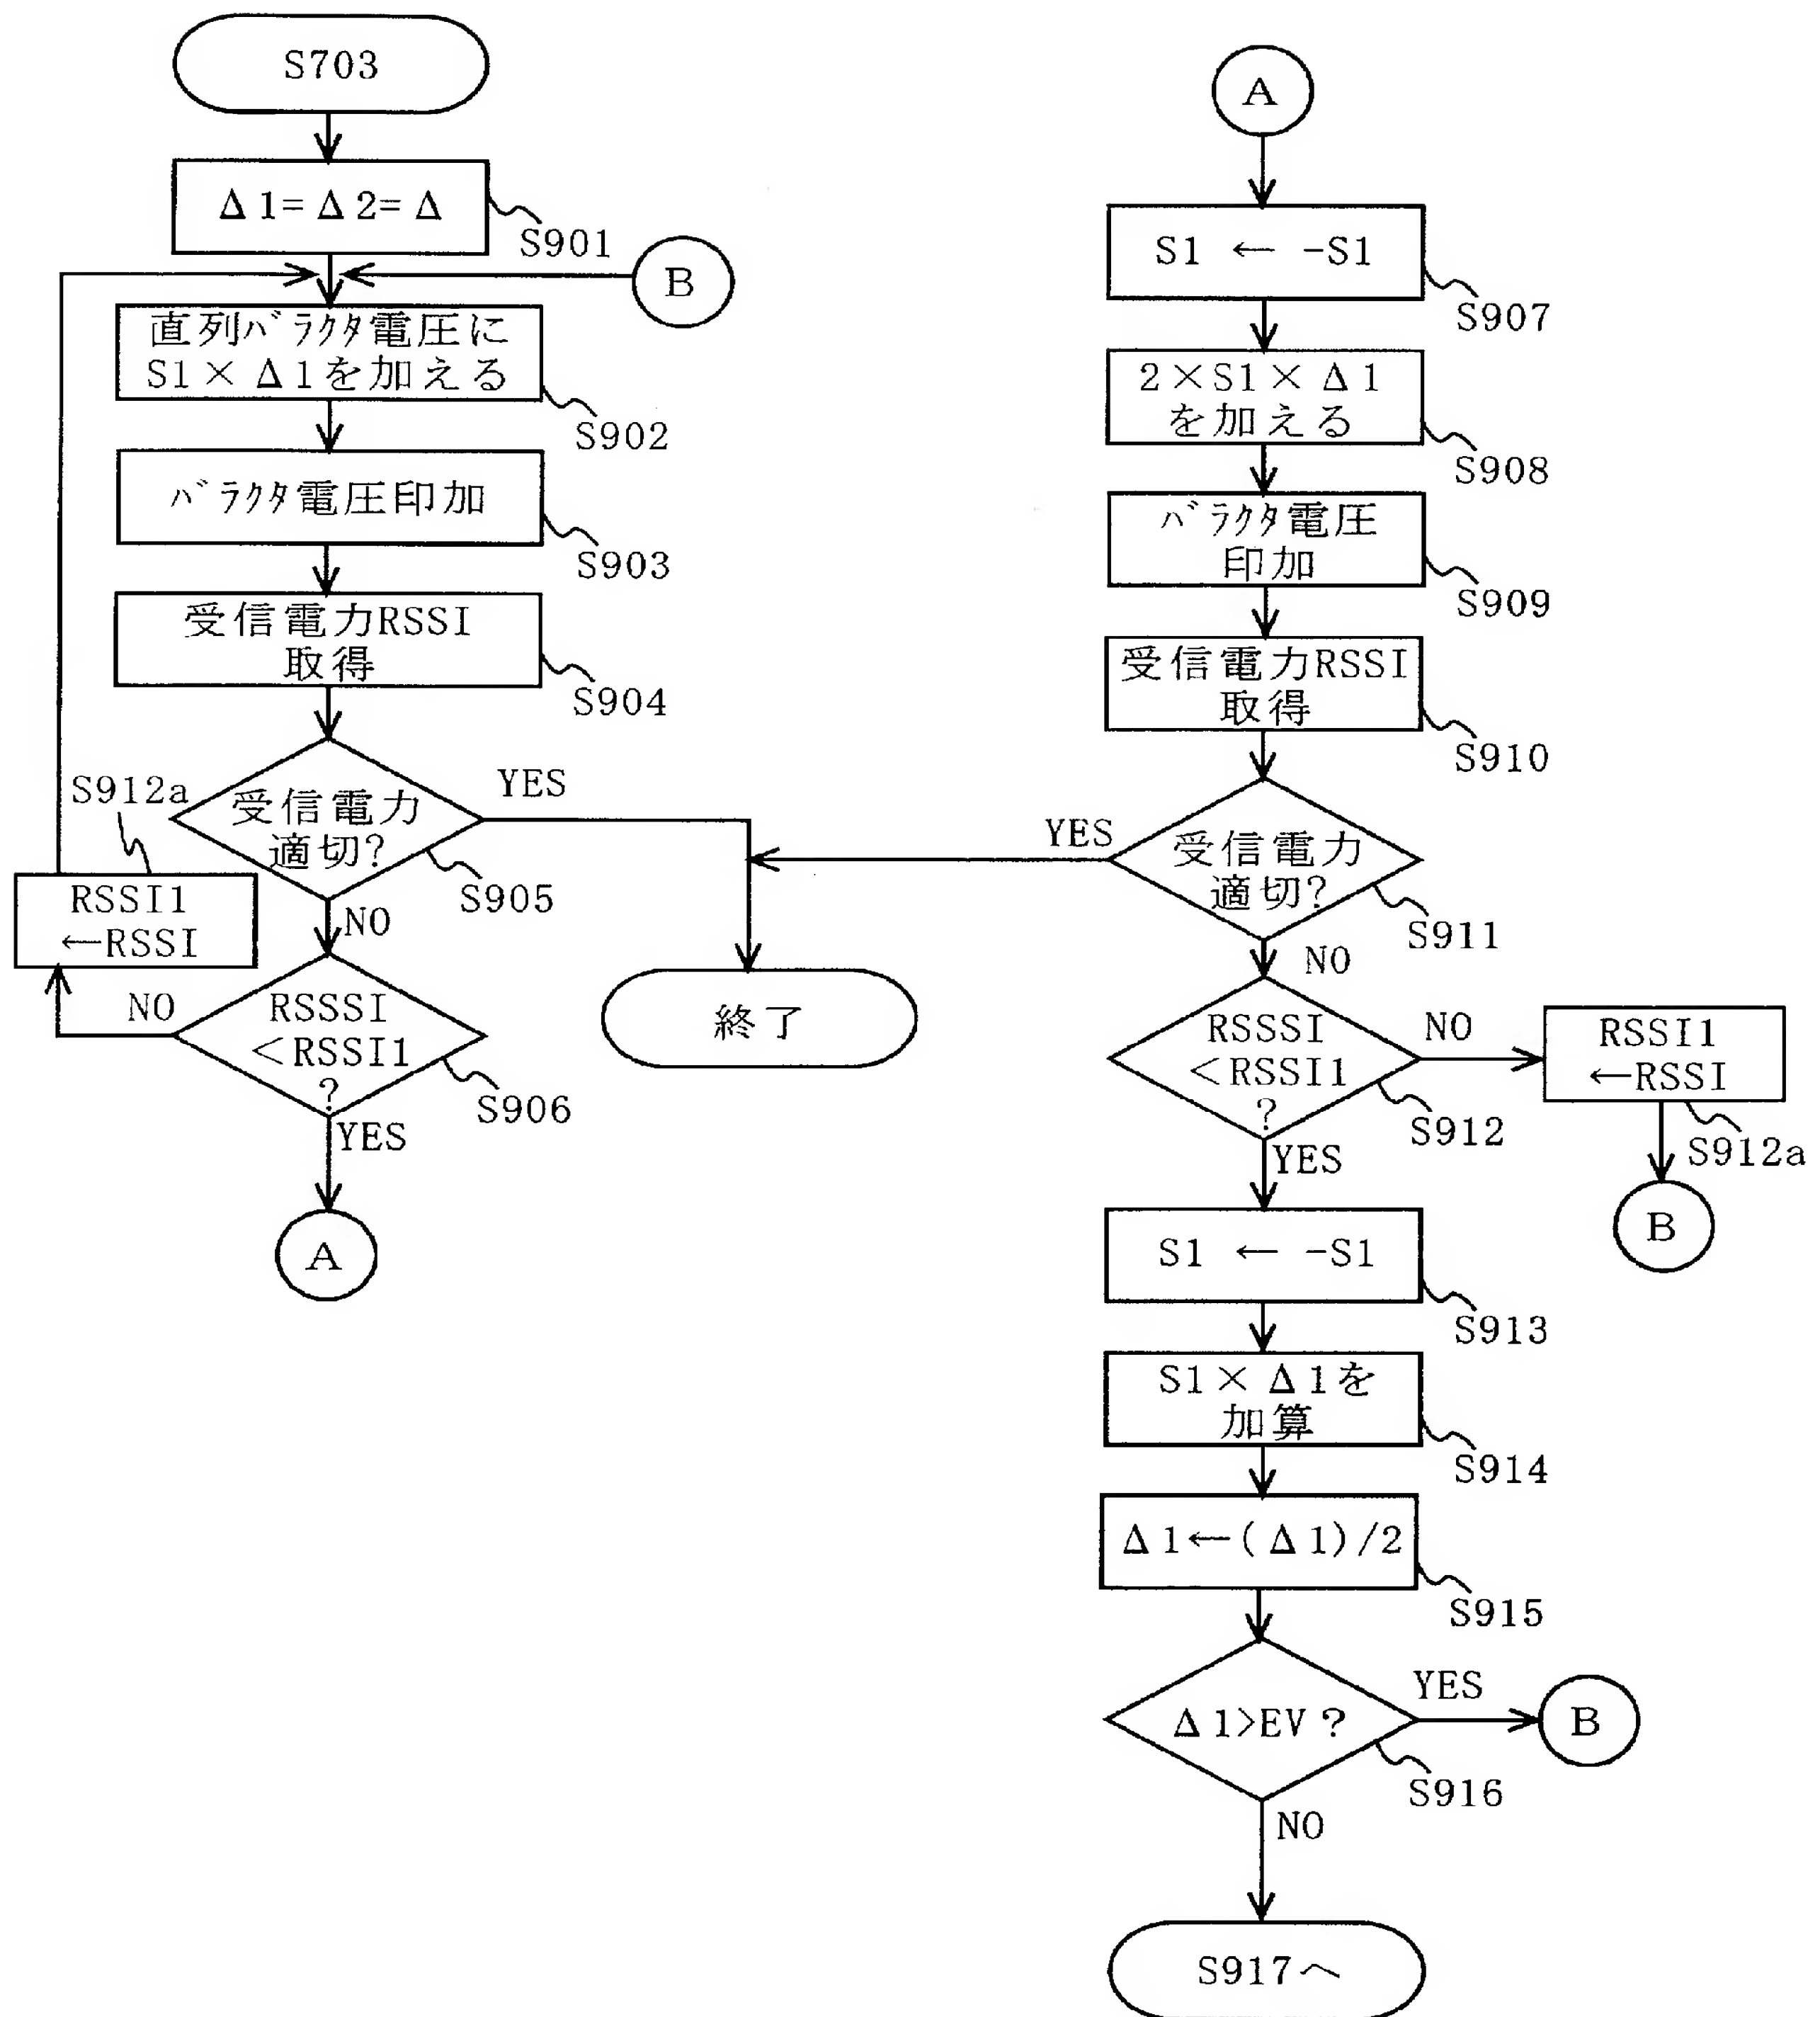 S703
Δ1=Δ2=Δ
S901
B
直列バラクタ電圧に
S1×Δ1を加える
S902
バラクタ電圧印加
S903
受信電力RSSI
取得
S904
受信電力
適切?
S905
YES
NO
S912a
RSSI1
←RSSI
NO
RSSSI
<RSSI1
?
S906
YES
A
終了
A
S1 ← -S1
S907
2×S1×Δ1
を加える
S908
バラクタ電圧
印加
S909
受信電力RSSI
取得
S910
YES
受信電力
適切?
S911
NO
RSSSI
<RSSI1
?
S912
NO
RSSI1
←RSSI
S912a
B
YES
S1 ← -S1
S913
S1×Δ1を
加算
S914
Δ1←(Δ1)/2
S915
Δ1>EV?
S916
YES
B
NO
S917へ